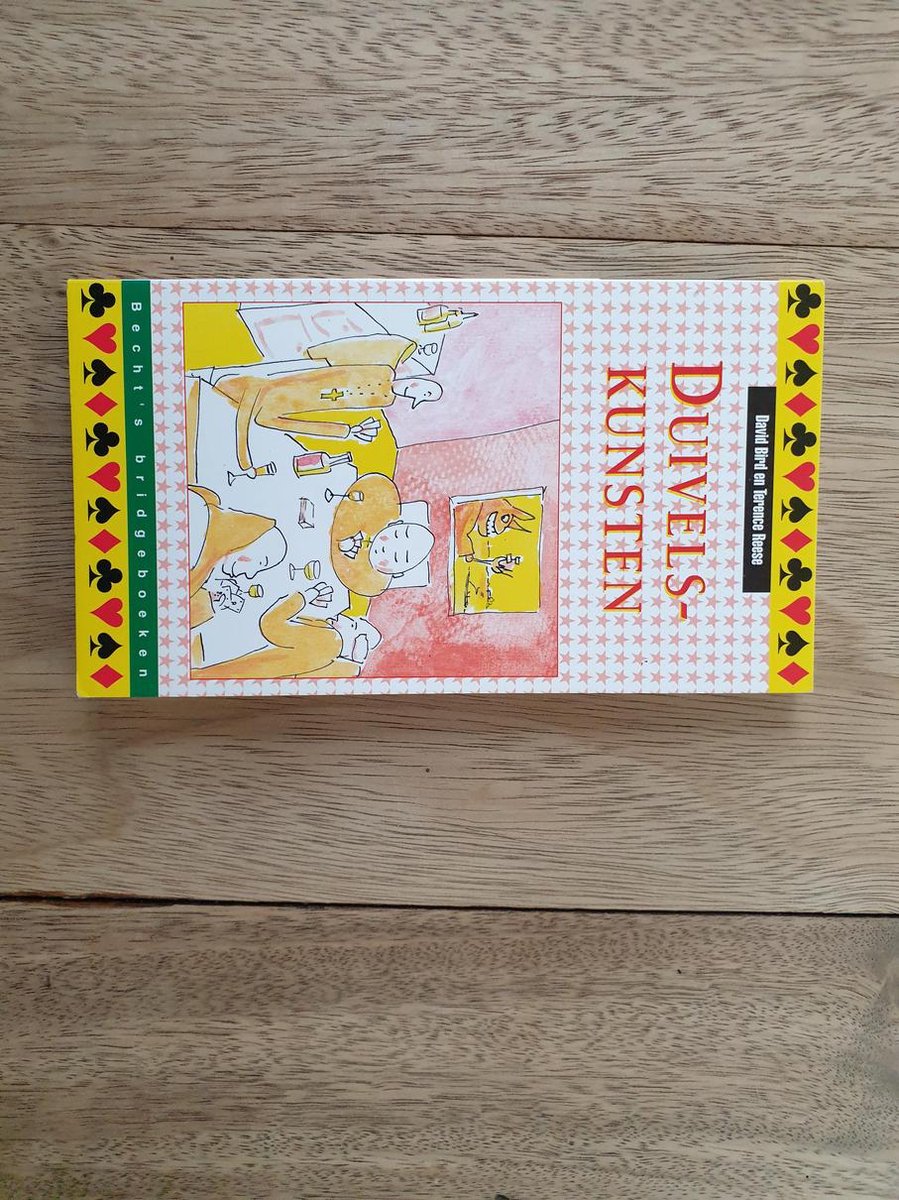 David Bird en Terence Reese
DUIVELS-
KUNSTEN
Becht's bridgeboeken